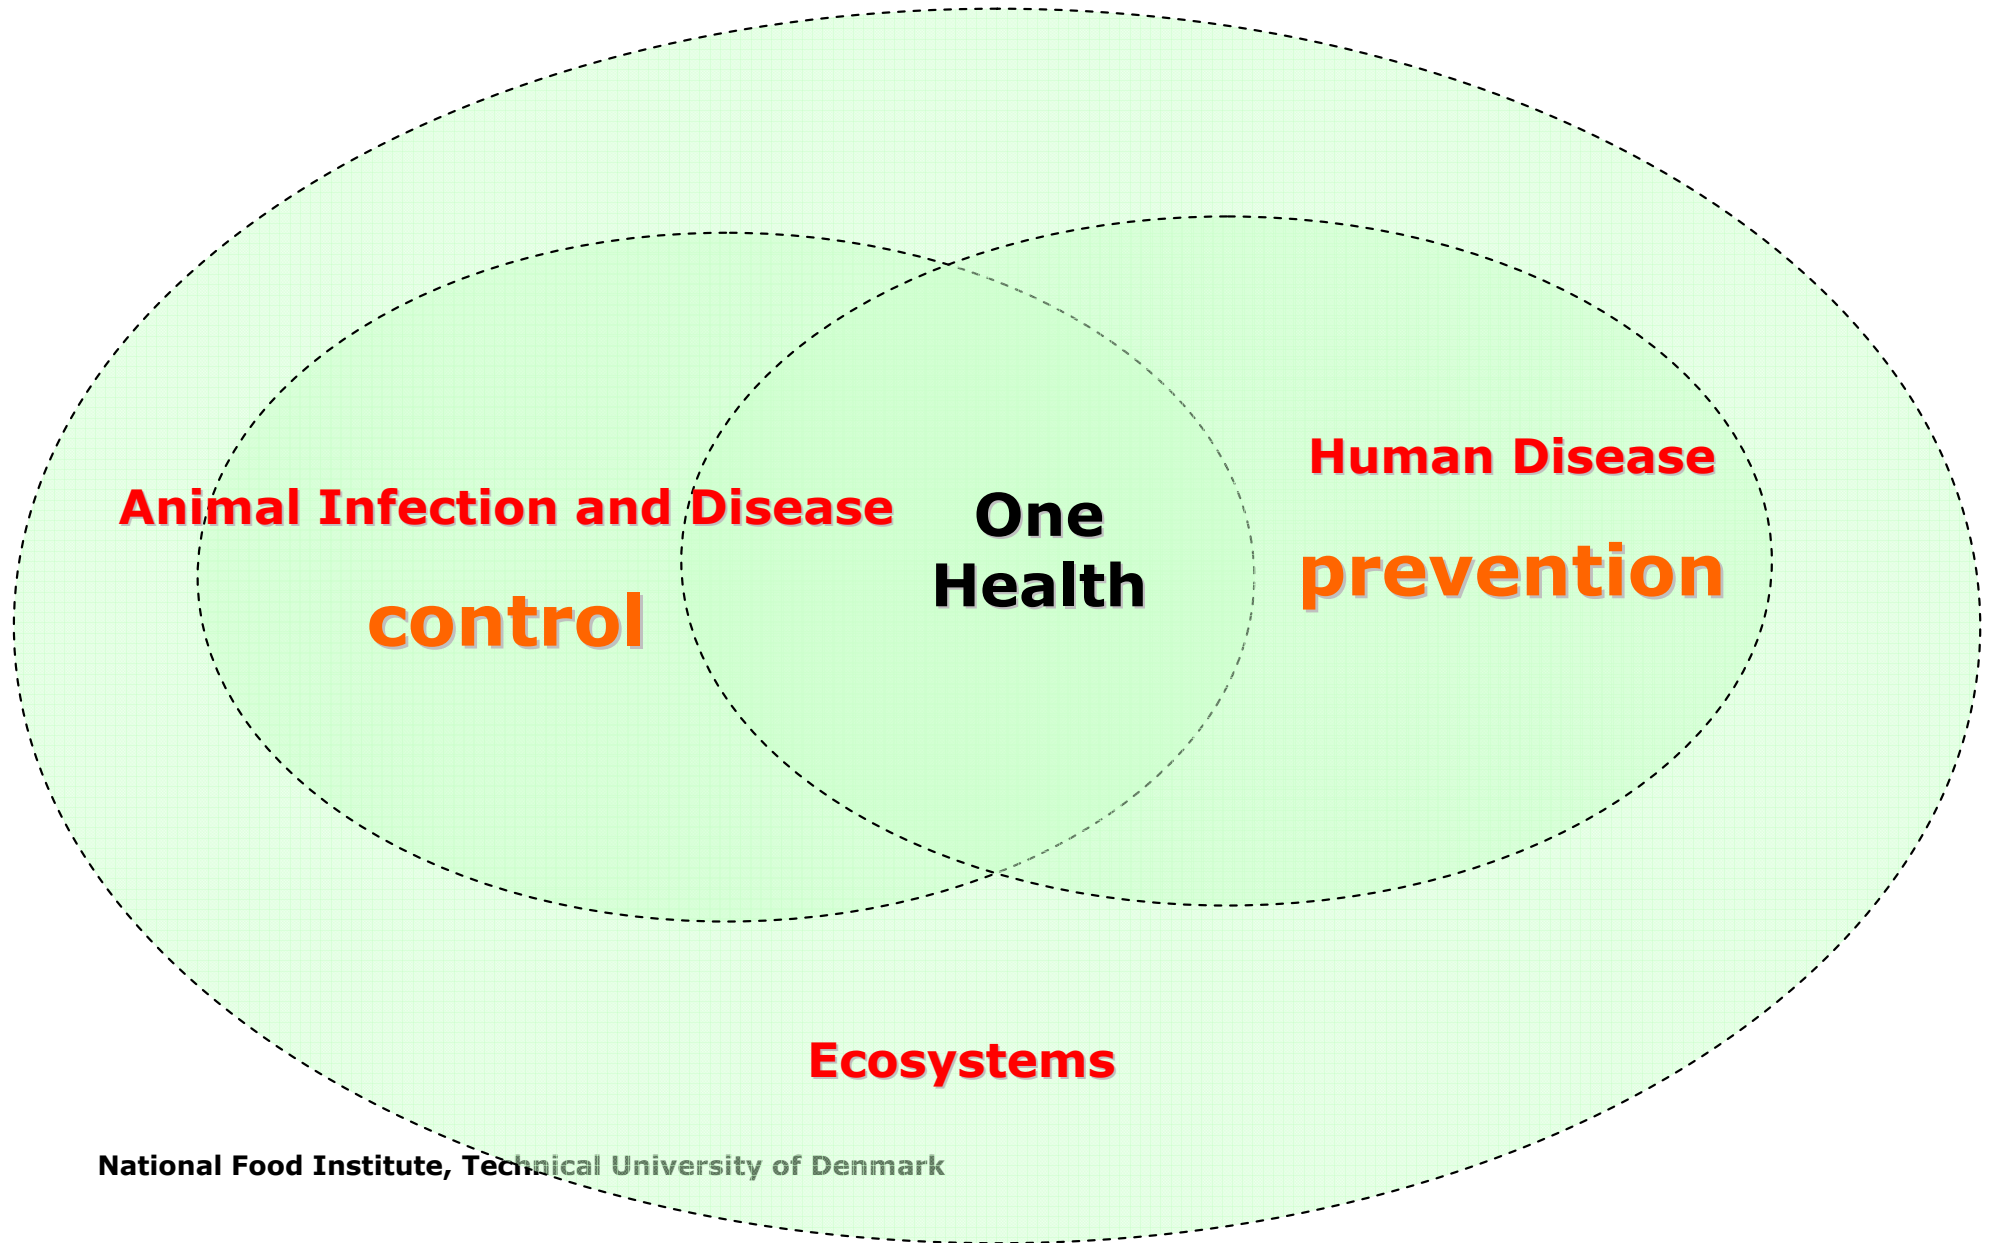 Human Disease
prevention
Animal Infection and Disease
control
One
Health
Ecosystems
National Food Institute, Technical University of Denmark